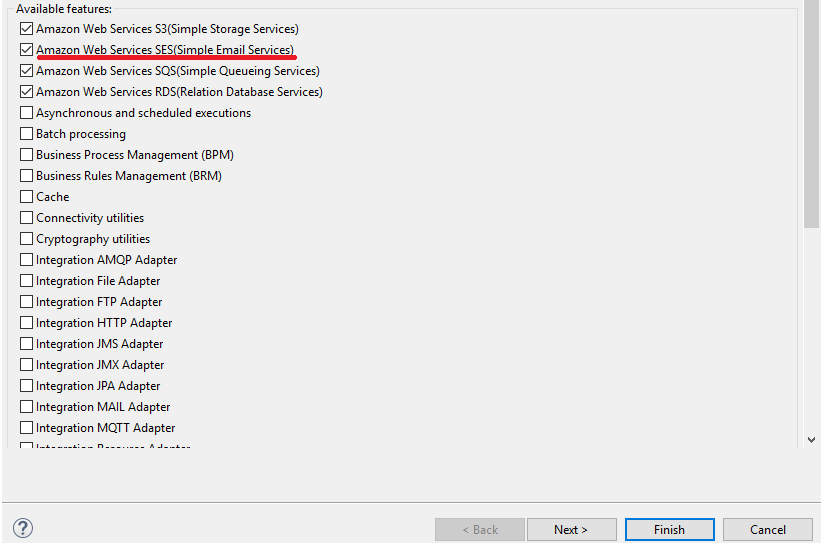 Available features:
Amazon Web Services S3(Simple Storage Services)
Amazon Web Services SES(Simple Email Services)
Amazon Web Services SQS(Simple Queueing Services)
Amazon Web Services RDS(Relation Database Services)
Asynchronous and scheduled executions
Batch processing
Business Process Management (BPM)
Business Rules Management (BRM)
Cache
Connectivity utilities
Cryptography utilities
Integration AMQP Adapter
Integration File Adapter
Integration FTP Adapter
Integration HTTP Adapter
Integration JMS Adapter
Integration JMX Adapter
Integration JPA Adapter
Integration MAIL Adapter
Integration MQTT Adapter
Integration Resource Adapter
? < Back Next > Finish Cancel